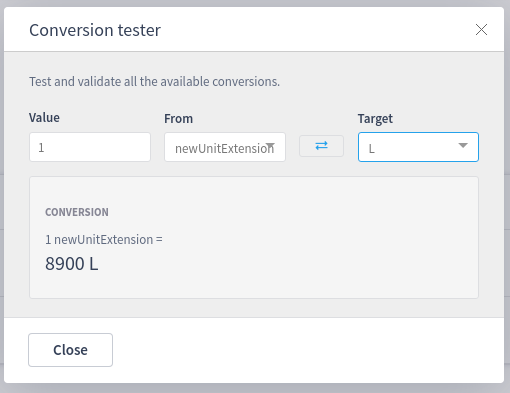 Conversion tester
Test and validate all the available conversions.
Value From Target
1 newUnitExtension L
CONVERSION
1 newUnitExtension =
8900 L
Close